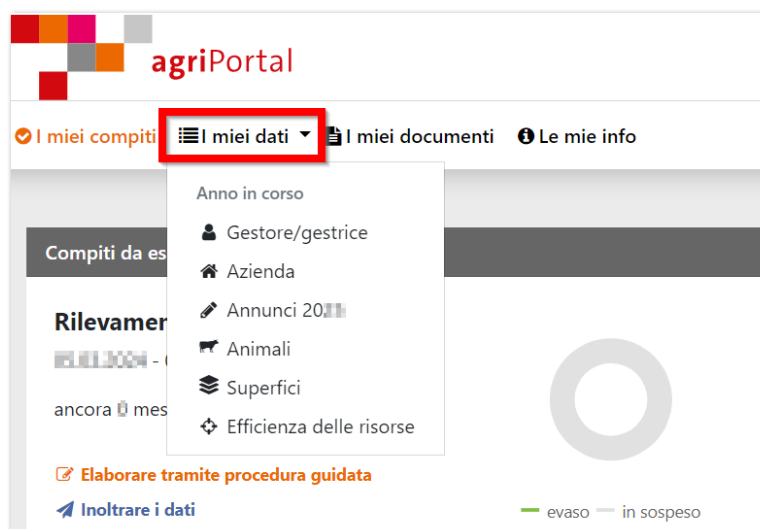 agriPortal
I miei compiti I miei dati I miei documenti Le mie info
Anno in corso
Gestore/gestrice
Compiti da es
Azienda
Annunci 20
Rilevamer
Animali
Superfici
ancora mes
Efficienza delle risorse
Elaborare tramite procedura guidata
Inoltrare i dati
evaso in sospeso